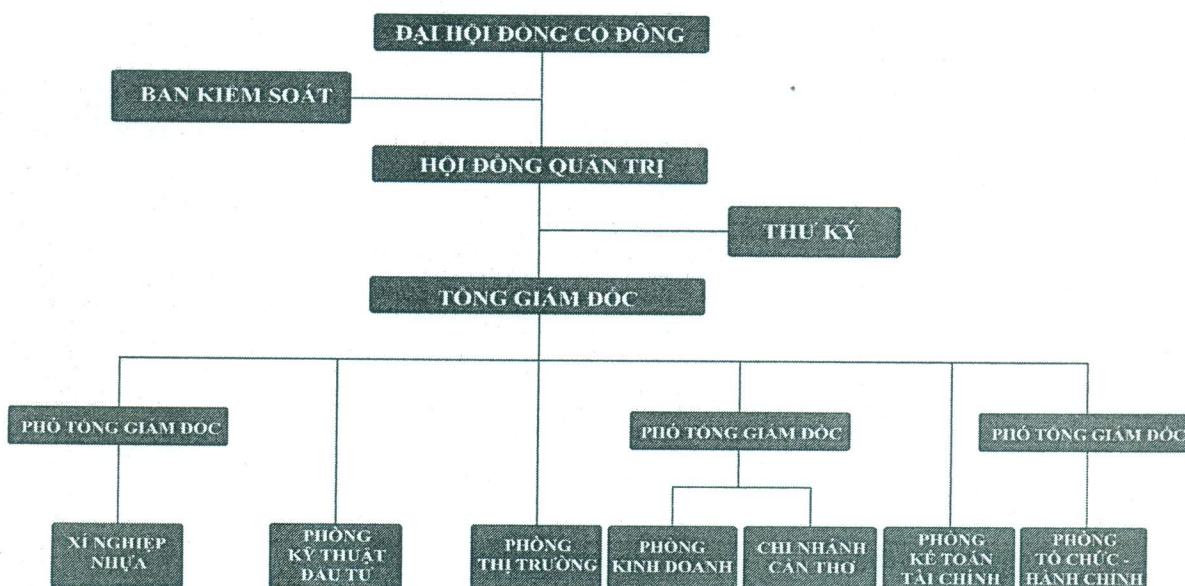 ĐẠI HỘI ĐỒNG CỔ ĐÔNG
BAN KIỂM SOÁT
HỘI ĐỒNG QUẢN TRỊ
THƯ KÝ
TỔNG GIÁM ĐỐC
PHÓ TỔNG GIÁM ĐỐC
PHÓ TỔNG GIÁM ĐỐC
PHÓ TỔNG GIÁM ĐỐC
XÍ NGHIỆP
NHỰA
PHÒNG
KỸ THUẬT
ĐẦU TƯ
PHÒNG
THỊ TRƯỜNG
PHÒNG
KINH DOANH
CHI NHÁNH
CẦN THƠ
PHÒNG
KẾ TOÁN
TÀI CHÍNH
PHÒNG
TỔ CHỨC -
HÀNH CHÍNH